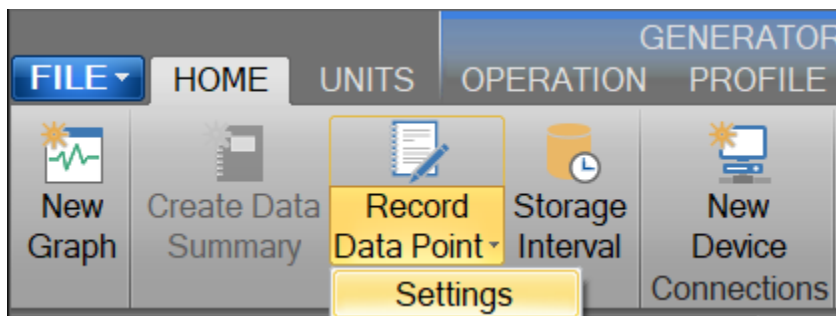 GENERATOR
FILE HOME UNITS OPERATION PROFILE
New Graph
Create Data Summary
Record Data Point
Storage Interval
New Device
Settings
Connections